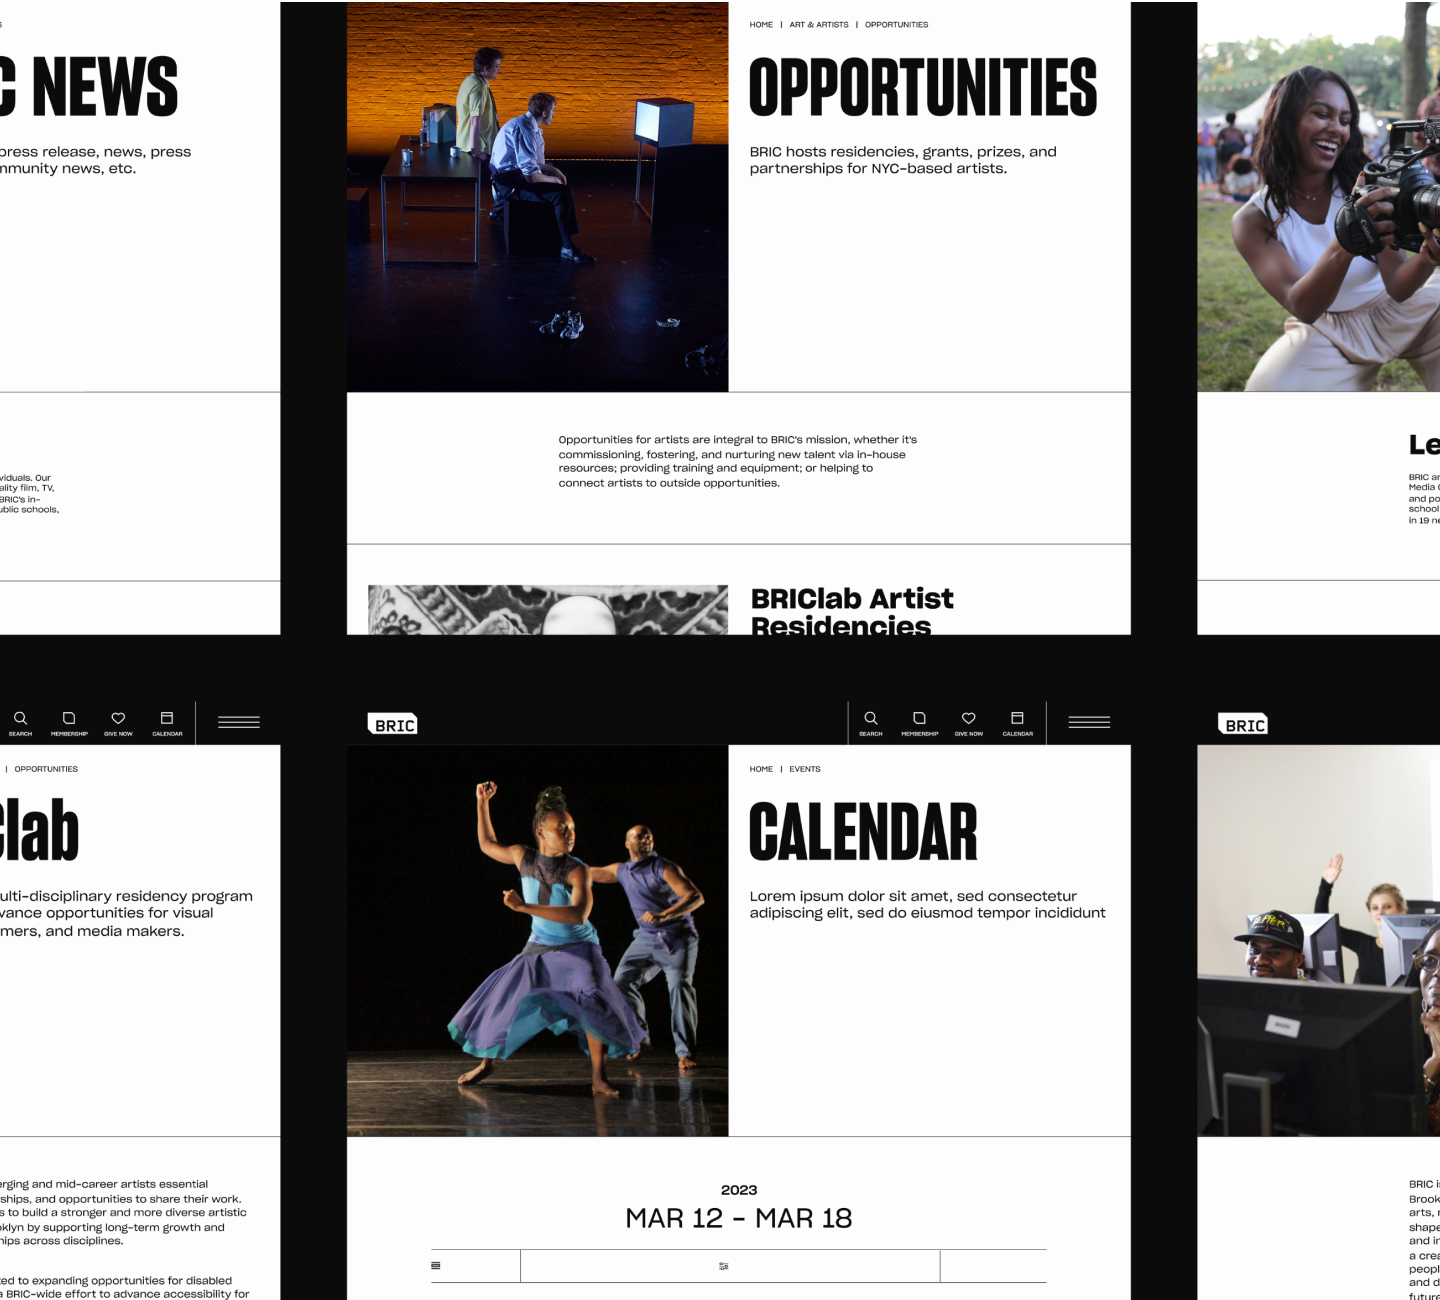 C NEWS
press release, news, press
mmunity news, etc.
viduals. Our
ality film, TV,
BRIC's in-
ublic schools,
HOME | ART & ARTISTS | OPPORTUNITIES
OPPORTUNITIES
BRIC hosts residencies, grants, prizes, and
partnerships for NYC-based artists.
Opportunities for artists are integral to BRIC's mission, whether it's
commissioning, fostering, and nurturing new talent via in-house
resources; providing training and equipment; or helping to
connect artists to outside opportunities.
BRIClab Artist
Residencies
Canon
Le
BRIC ar
Media
and po
school
in 19 ne
SEARCH MEMBERSHIP GIVE NOW CALENDAR
| OPPORTUNITIES
Clab
ulti-disciplinary residency program
vance opportunities for visual
mers, and media makers.
erging and mid-career artists essential
ships, and opportunities to share their work.
s to build a stronger and more diverse artistic
oklyn by supporting long-term growth and
hips across disciplines.
ed to expanding opportunities for disabled
a BRIC-wide effort to advance accessibility for
BRIC
SEARCH MEMBERSHIP GIVE NOW CALENDAR
HOME | EVENTS
CALENDAR
Lorem ipsum dolor sit amet, sed consectetur
adipiscing elit, sed do eiusmod tempor incididunt
2023
MAR 12 - MAR 18
BRIC
BRIC i
Brook
arts, r
shape
and in
a crea
peopl
and d
future